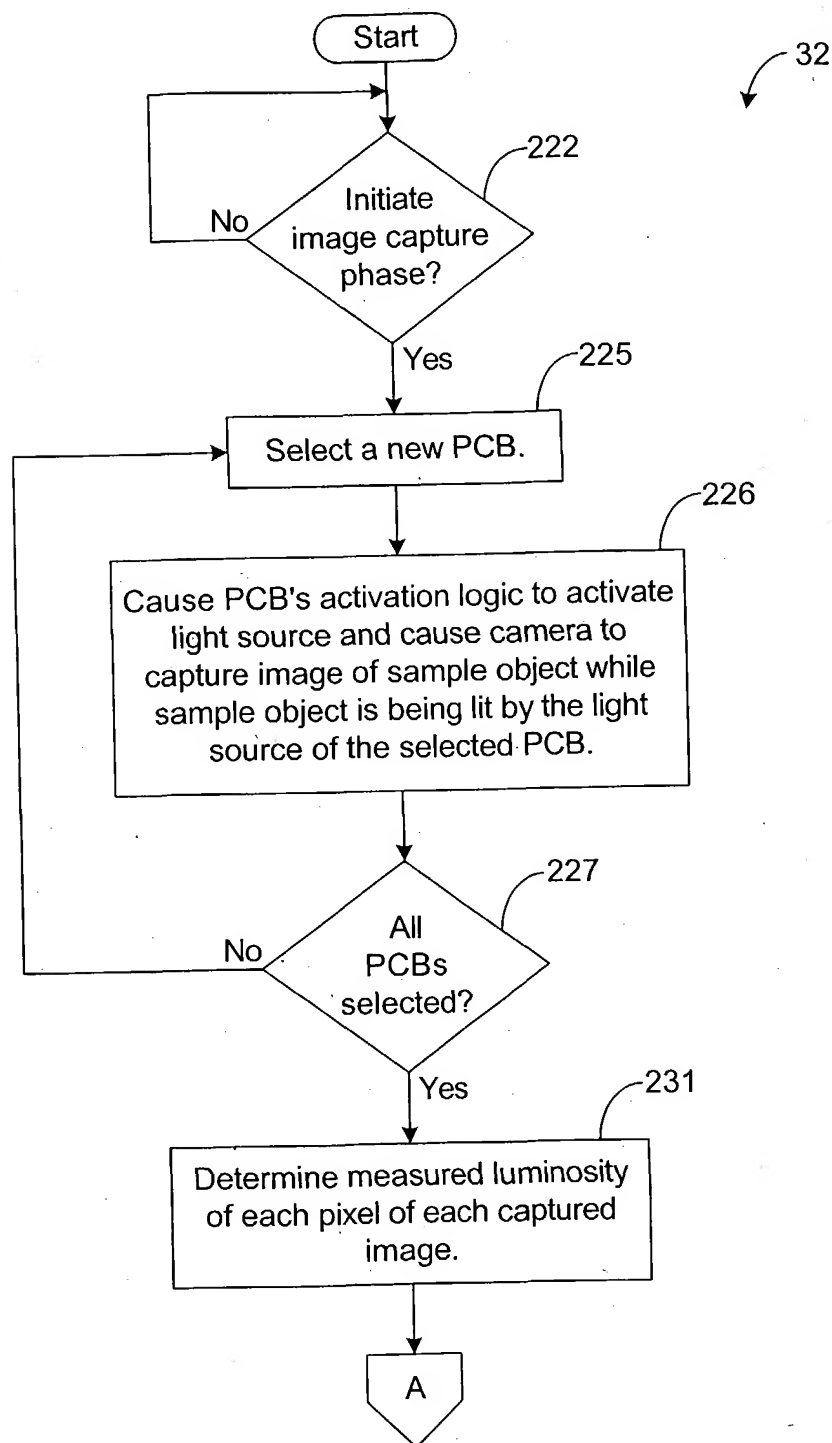 Start
32
222
Initiate
image capture
phase?
No
Yes
225
Select a new PCB.
226
Cause PCB's activation logic to activate
light source and cause camera to
capture image of sample object while
sample object is being lit by the light
source of the selected PCB.
227
All
PCBs
selected?
No
Yes
231
Determine measured luminosity
of each pixel of each captured
image.
A